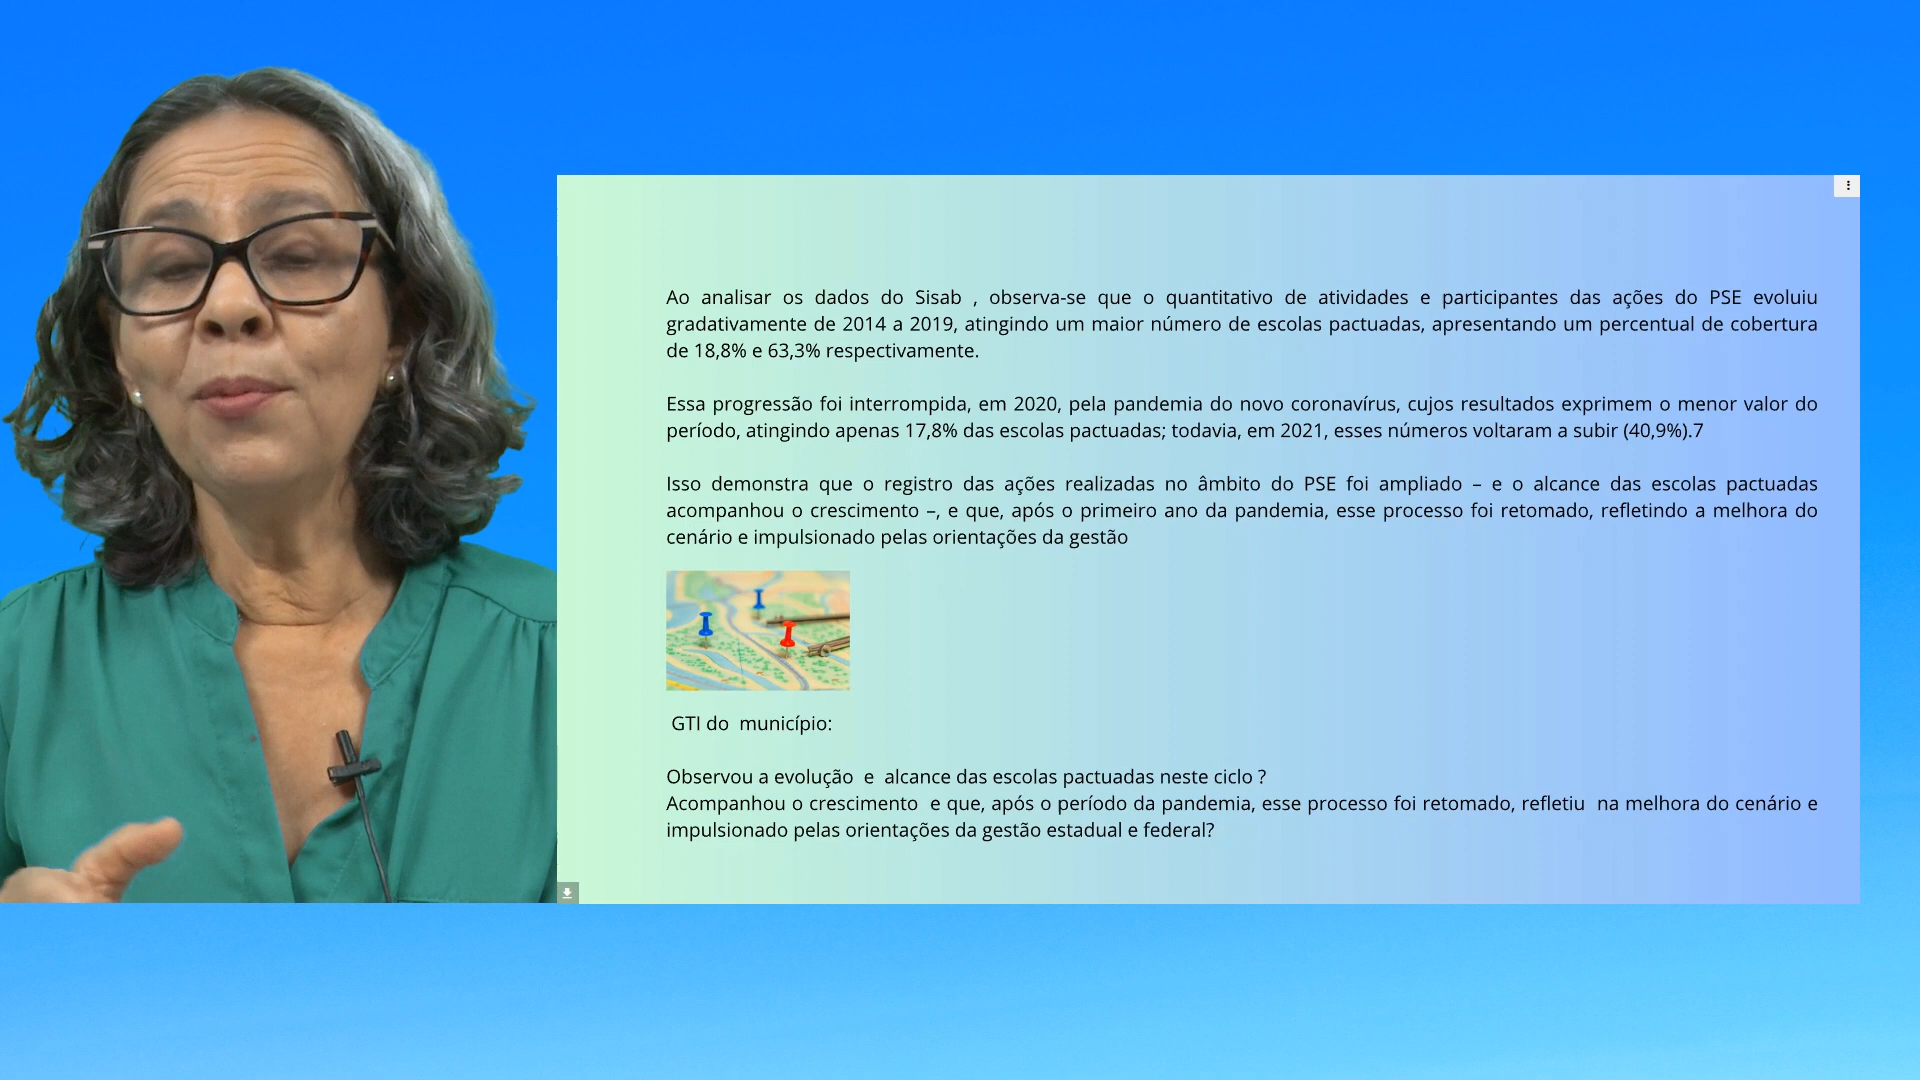 Ao analisar os dados do Sisab , observa-se que o quantitativo de atividades e participantes das ações do PSE evoluiu
gradativamente de 2014 a 2019, atingindo um maior número de escolas pactuadas, apresentando um percentual de cobertura
de 18,8% e 63,3% respectivamente.
Essa progressão foi interrompida, em 2020, pela pandemia do novo coronavírus, cujos resultados exprimem o menor valor do
período, atingindo apenas 17,8% das escolas pactuadas; todavia, em 2021, esses números voltaram a subir (40,9%).7
Isso demonstra que o registro das ações realizadas no âmbito do PSE foi ampliado – e o alcance das escolas pactuadas
acompanhou o crescimento –, e que, após o primeiro ano da pandemia, esse processo foi retomado, refletindo a melhora do
cenário e impulsionado pelas orientações da gestão
GTI do município:
Observou a evolução e alcance das escolas pactuadas neste ciclo ?
Acompanhou o crescimento e que, após o período da pandemia, esse processo foi retomado, refletiu na melhora do cenário e
impulsionado pelas orientações da gestão estadual e federal?